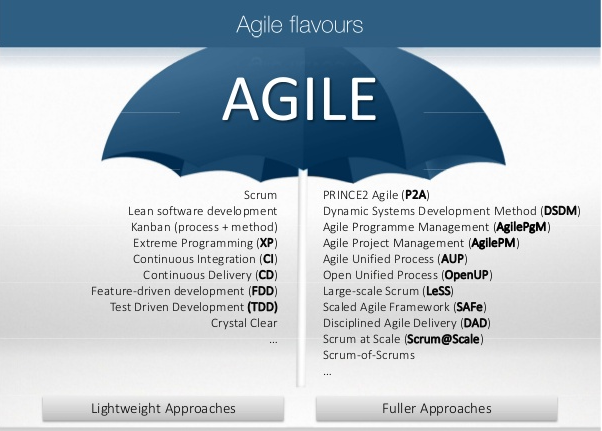 Agile flavours
AGILE
Scrum
Lean software development
Kanban (process + method)
Extreme Programming (XP)
Continuous Integration (CI)
Continuous Delivery (CD)
Feature-driven development (FDD)
Test Driven Development (TDD)
Crystal Clear
...
PRINCE2 Agile (P2A)
Dynamic Systems Development Method (DSDM)
Agile Programme Management (AgilePgM)
Agile Project Management (AgilePM)
Agile Unified Process (AUP)
Open Unified Process (OpenUP)
Large-scale Scrum (LeSS)
Scaled Agile Framework (SAFe)
Disciplined Agile Delivery (DAD)
Scrum at Scale (Scrum@Scale)
Scrum-of-Scrums
...
Lightweight Approaches
Fuller Approaches